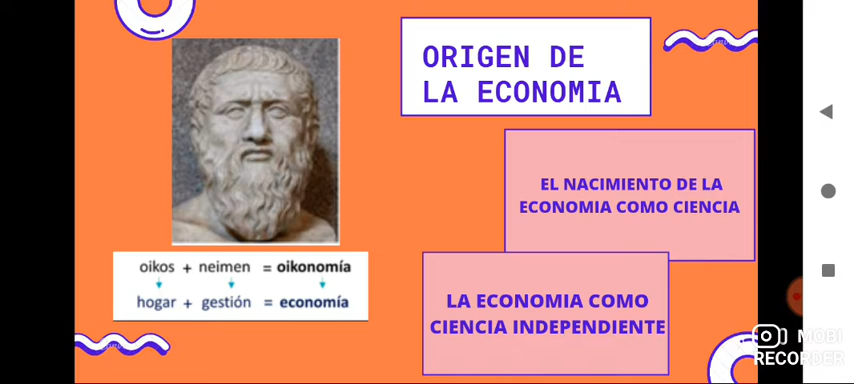 ORIGEN DE
LA ECONOMIA
EL NACIMIENTO DE LA
ECONOMIA COMO CIENCIA
oikos + neimen = oikonomía
hogar + gestión = economía
LA ECONOMIA COMO
CIENCIA INDEPENDIENTE
MOBI
RECORDER